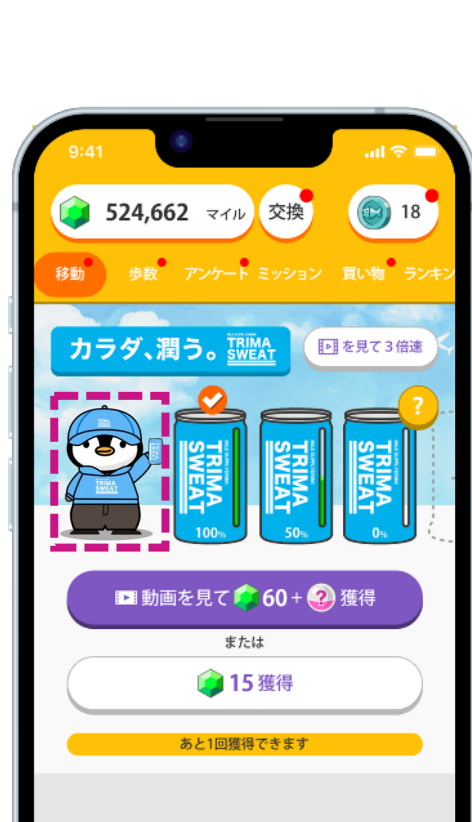 9:41
524,662 マイル
交換
18
移動 歩数 アンケート ミッション 買い物 ランキン
カラダ、潤う。
TRIMA
SWEAT
を見て3倍速
?
TRIMA
SWEAT
TRIMA
SWEAT
100%
TRIMA
SWEAT
50%
TRIMA
SWEAT
0%
動画を見て 60 + ? 獲得
または
15 獲得
あと1回獲得できます